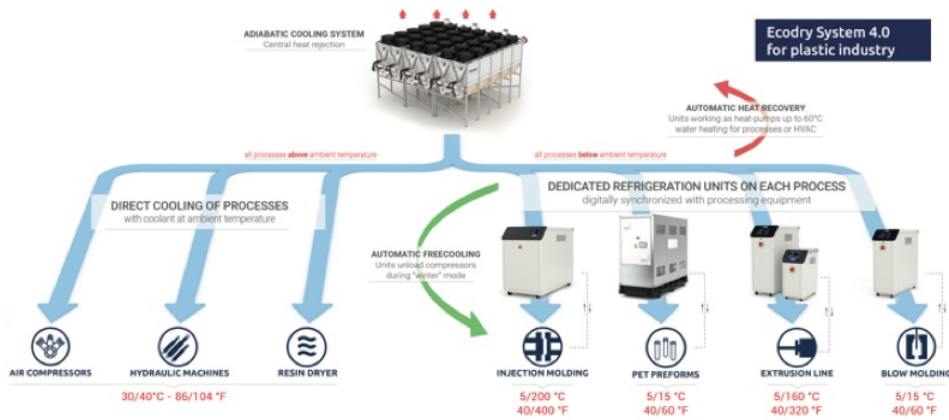 ADIABATIC COOLING SYSTEM
Central heat rejection
Ecodry System 4.0
for plastic industry
AUTOMATIC HEAT RECOVERY
Units working as heat-pumps up to 60°C
water heating for processes or HVAC
all processes above ambient temperature
all processes below ambient temperature
DIRECT COOLING OF PROCESSES
with coolant at ambient temperature
DEDICATED REFRIGERATION UNITS ON EACH PROCESS
digitally synchronized with processing equipment
AUTOMATIC FREECOOLING
Units unload compressors
during "winter" mode
AIR COMPRESSORS
HYDRAULIC MACHINES
RESIN DRYER
INJECTION MOLDING
PET PREFORMS
EXTRUSION LINE
BLOW MOLDING
30/40°C - 86/104 °F
5/200 °C
40/400 °F
5/15 °C
40/60 °F
5/160 °C
40/320 °F
5/15 °C
40/60 °F